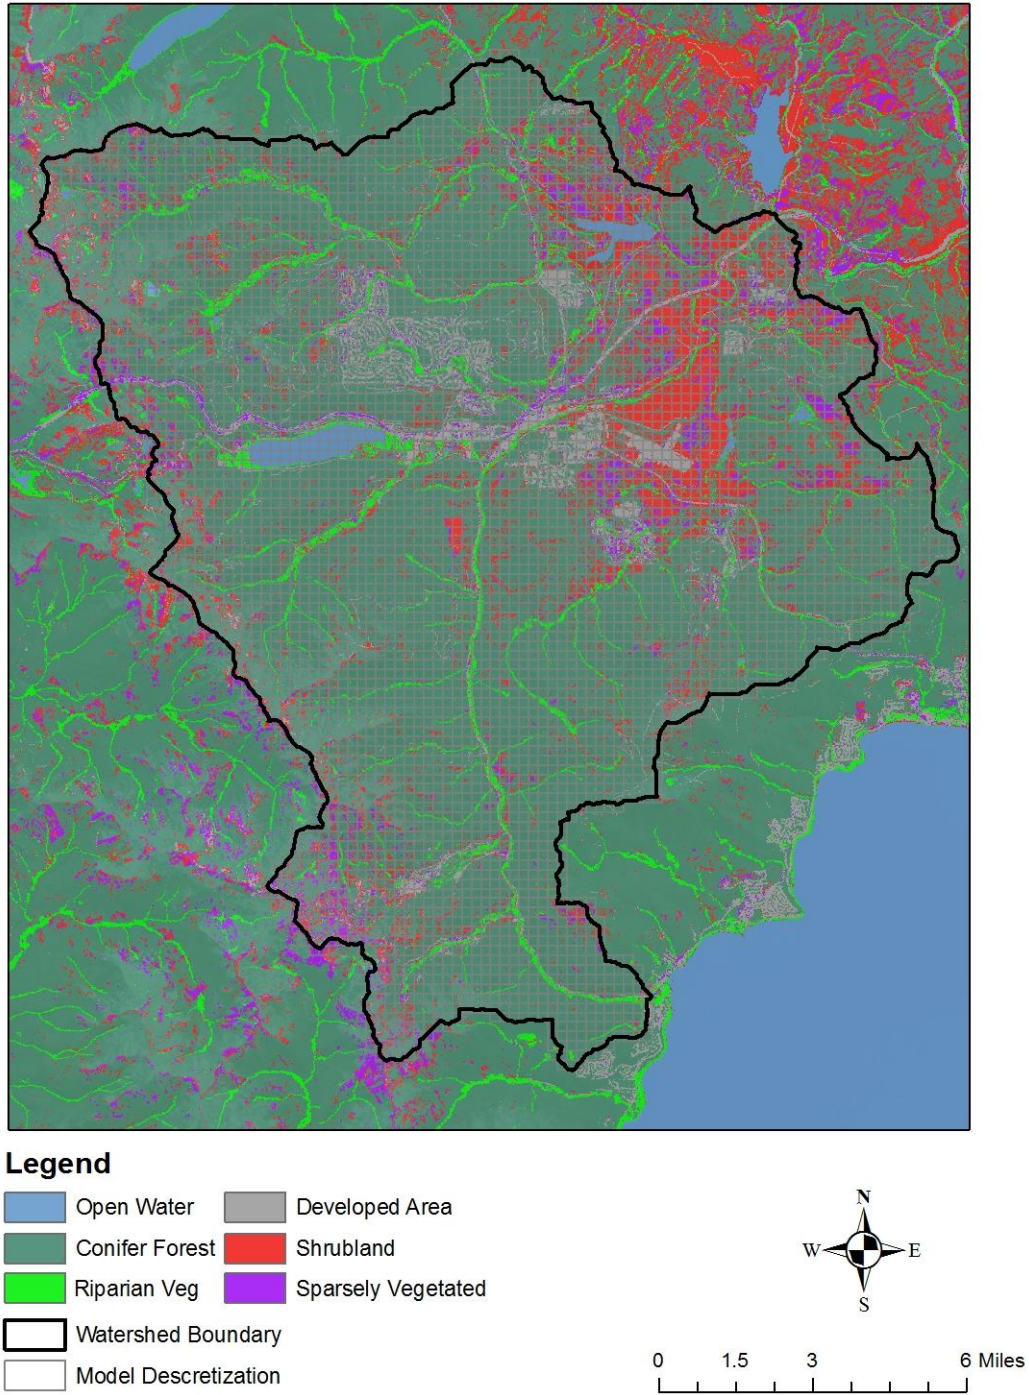 Legend
Open Water
Developed Area
Conifer Forest
Shrubland
Riparian Veg
Sparsely Vegetated
Watershed Boundary
Model Descretization
N
W E
S
0 1.5 3 6 Miles